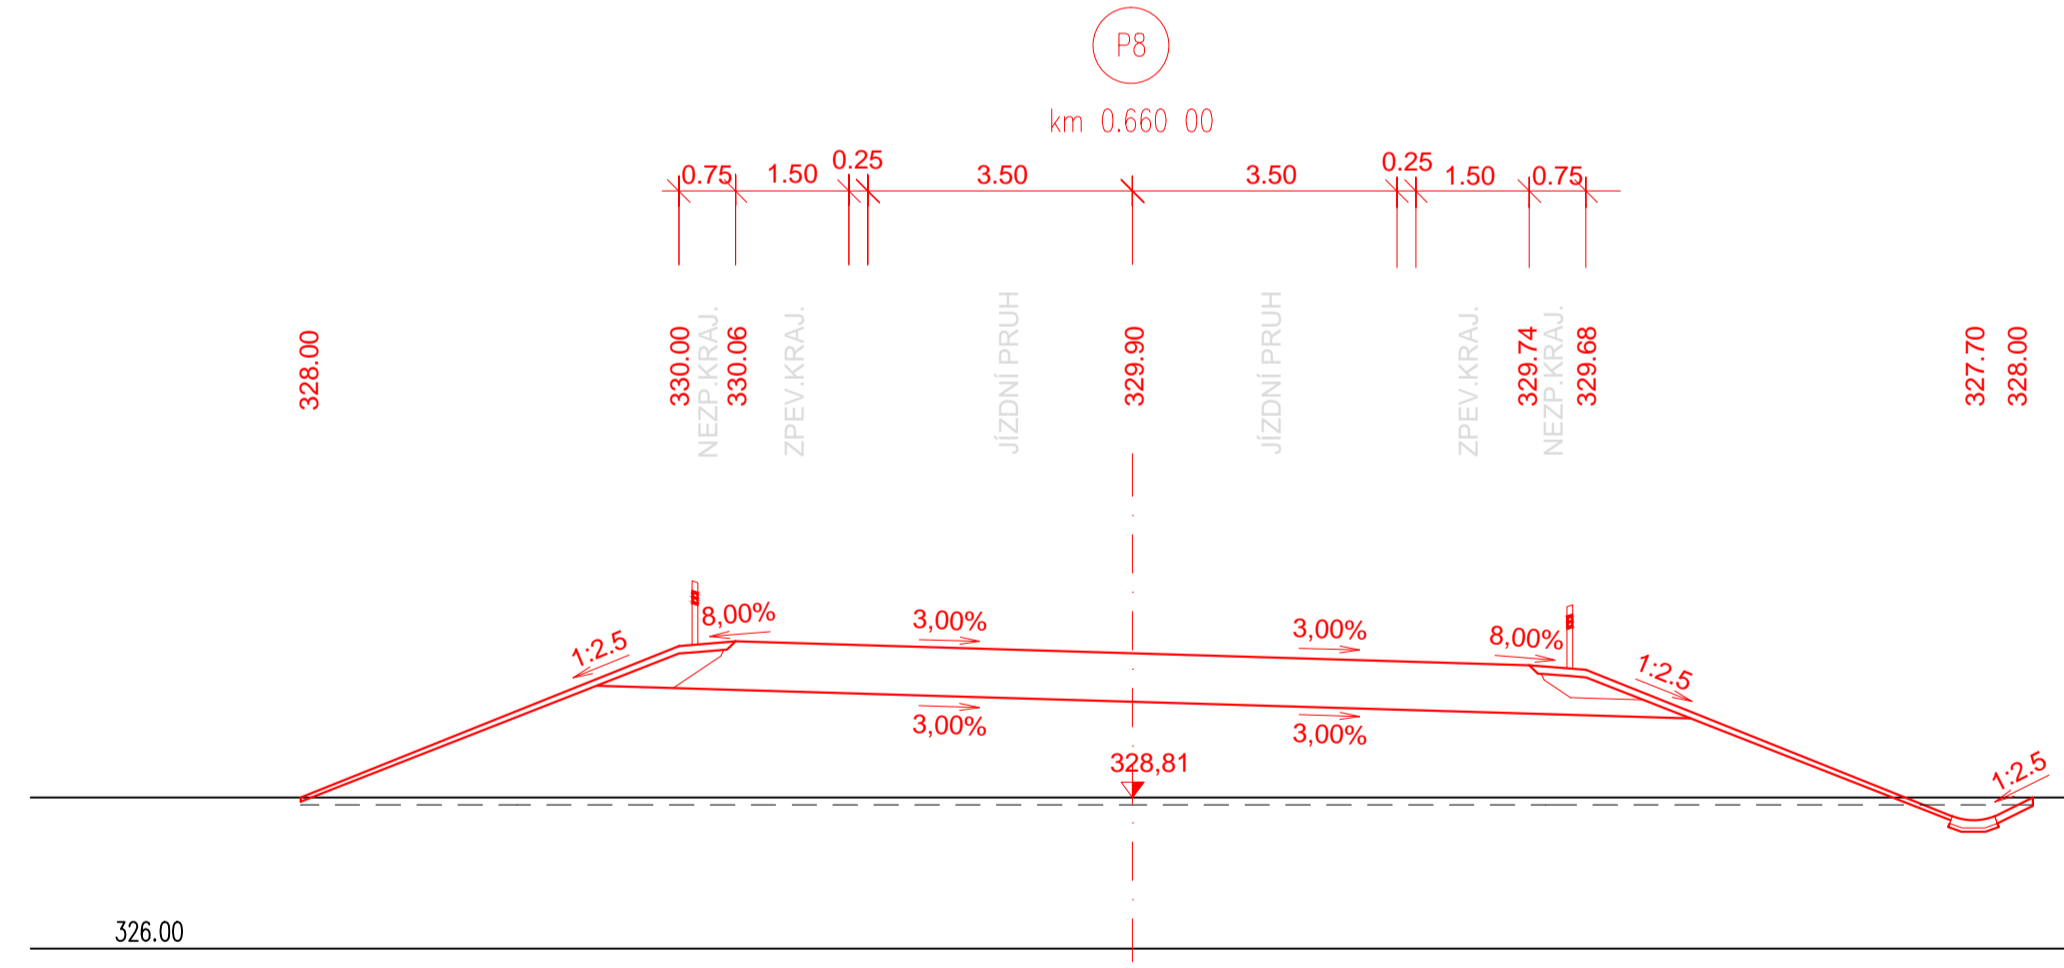 P8
km 0.660 00
0.75 1.50 0.25 3.50 3.50 0.25 1.50 0.75
328.00
330.00
NEZP.KRAJ.
330.06
ZPEV.KRAJ.
JÍZDNÍ PRUH
329.90
JÍZDNÍ PRUH
ZPEV.KRAJ.
329.74
NEZP.KRAJ.
329.68
327.70
328.00
1:2.5
8,00%
3,00%
3,00%
8,00%
1:2.5
3,00%
3,00%
328,81
1:2.5
326.00